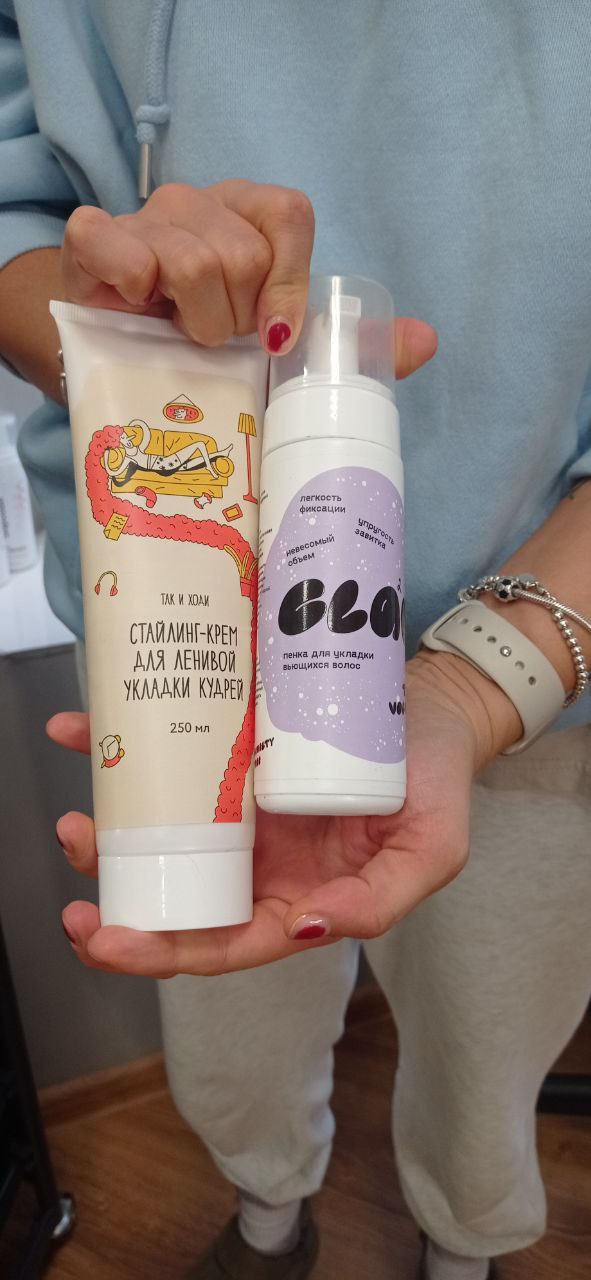 ТАК И ХОДИ
СТАЙЛИНГ-КРЕМ
ДЛЯ ЛЕНИВОЙ
УКЛАДКИ КУДРЕЙ
250 мл
легкость
фиксации
упругость
завитка
невесомый
объем
пенка для укладки
вьющихся волос